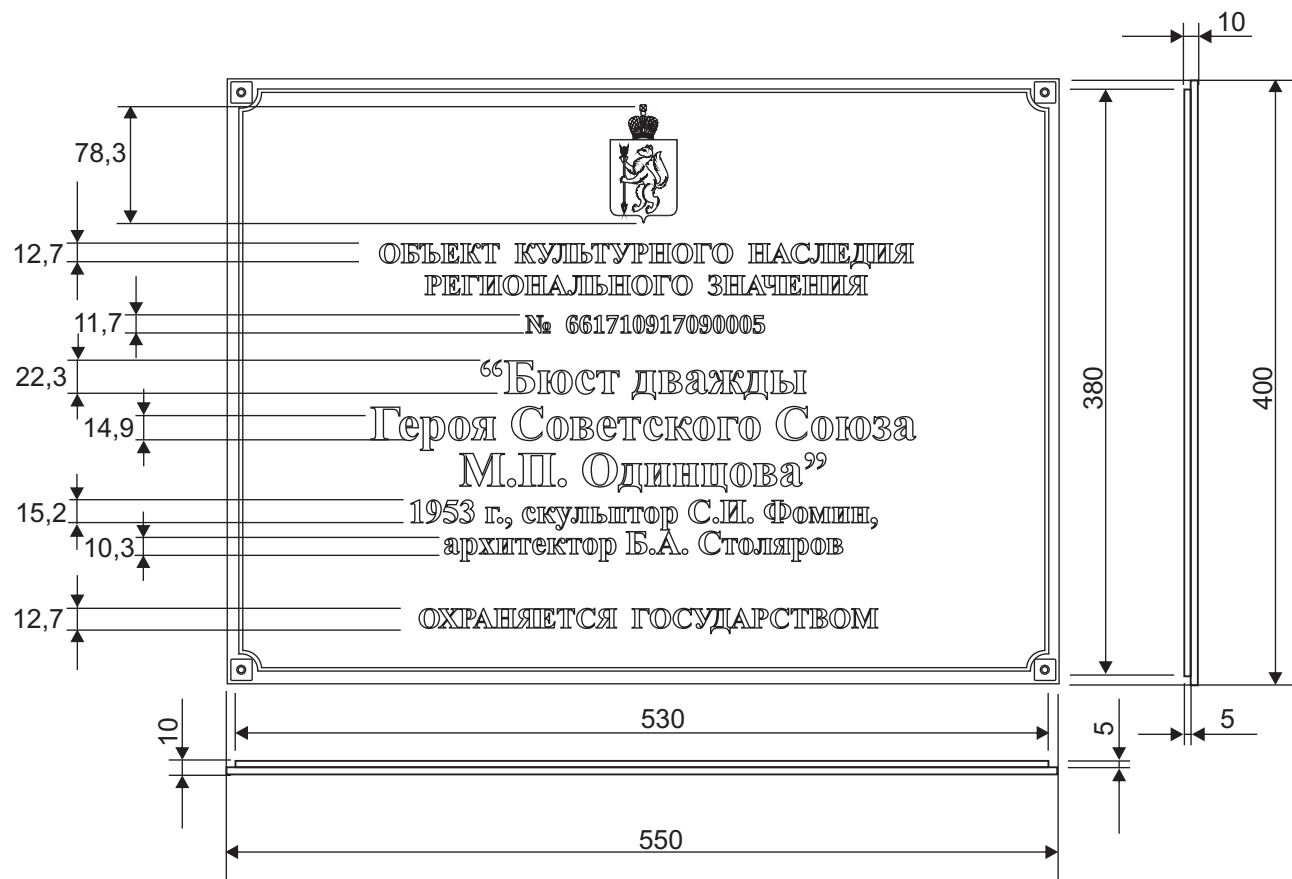 10
78,3
12,7
ОБЪЕКТ КУЛЬТУРНОГО НАСЛЕДИЯ
РЕГИОНАЛЬНОГО ЗНАЧЕНИЯ
11,7
№ 661710917090005
22,3
“Бюст дважды
380
400
14,9
Героя Советского Союза
М.П. Одинцова”
15,2
1953 г., скульптор С.И. Фомин,
10,3
архитектор Б.А. Столяров
12,7
ОХРАНЯЕТСЯ ГОСУДАРСТВОМ
10
530
5
5
550